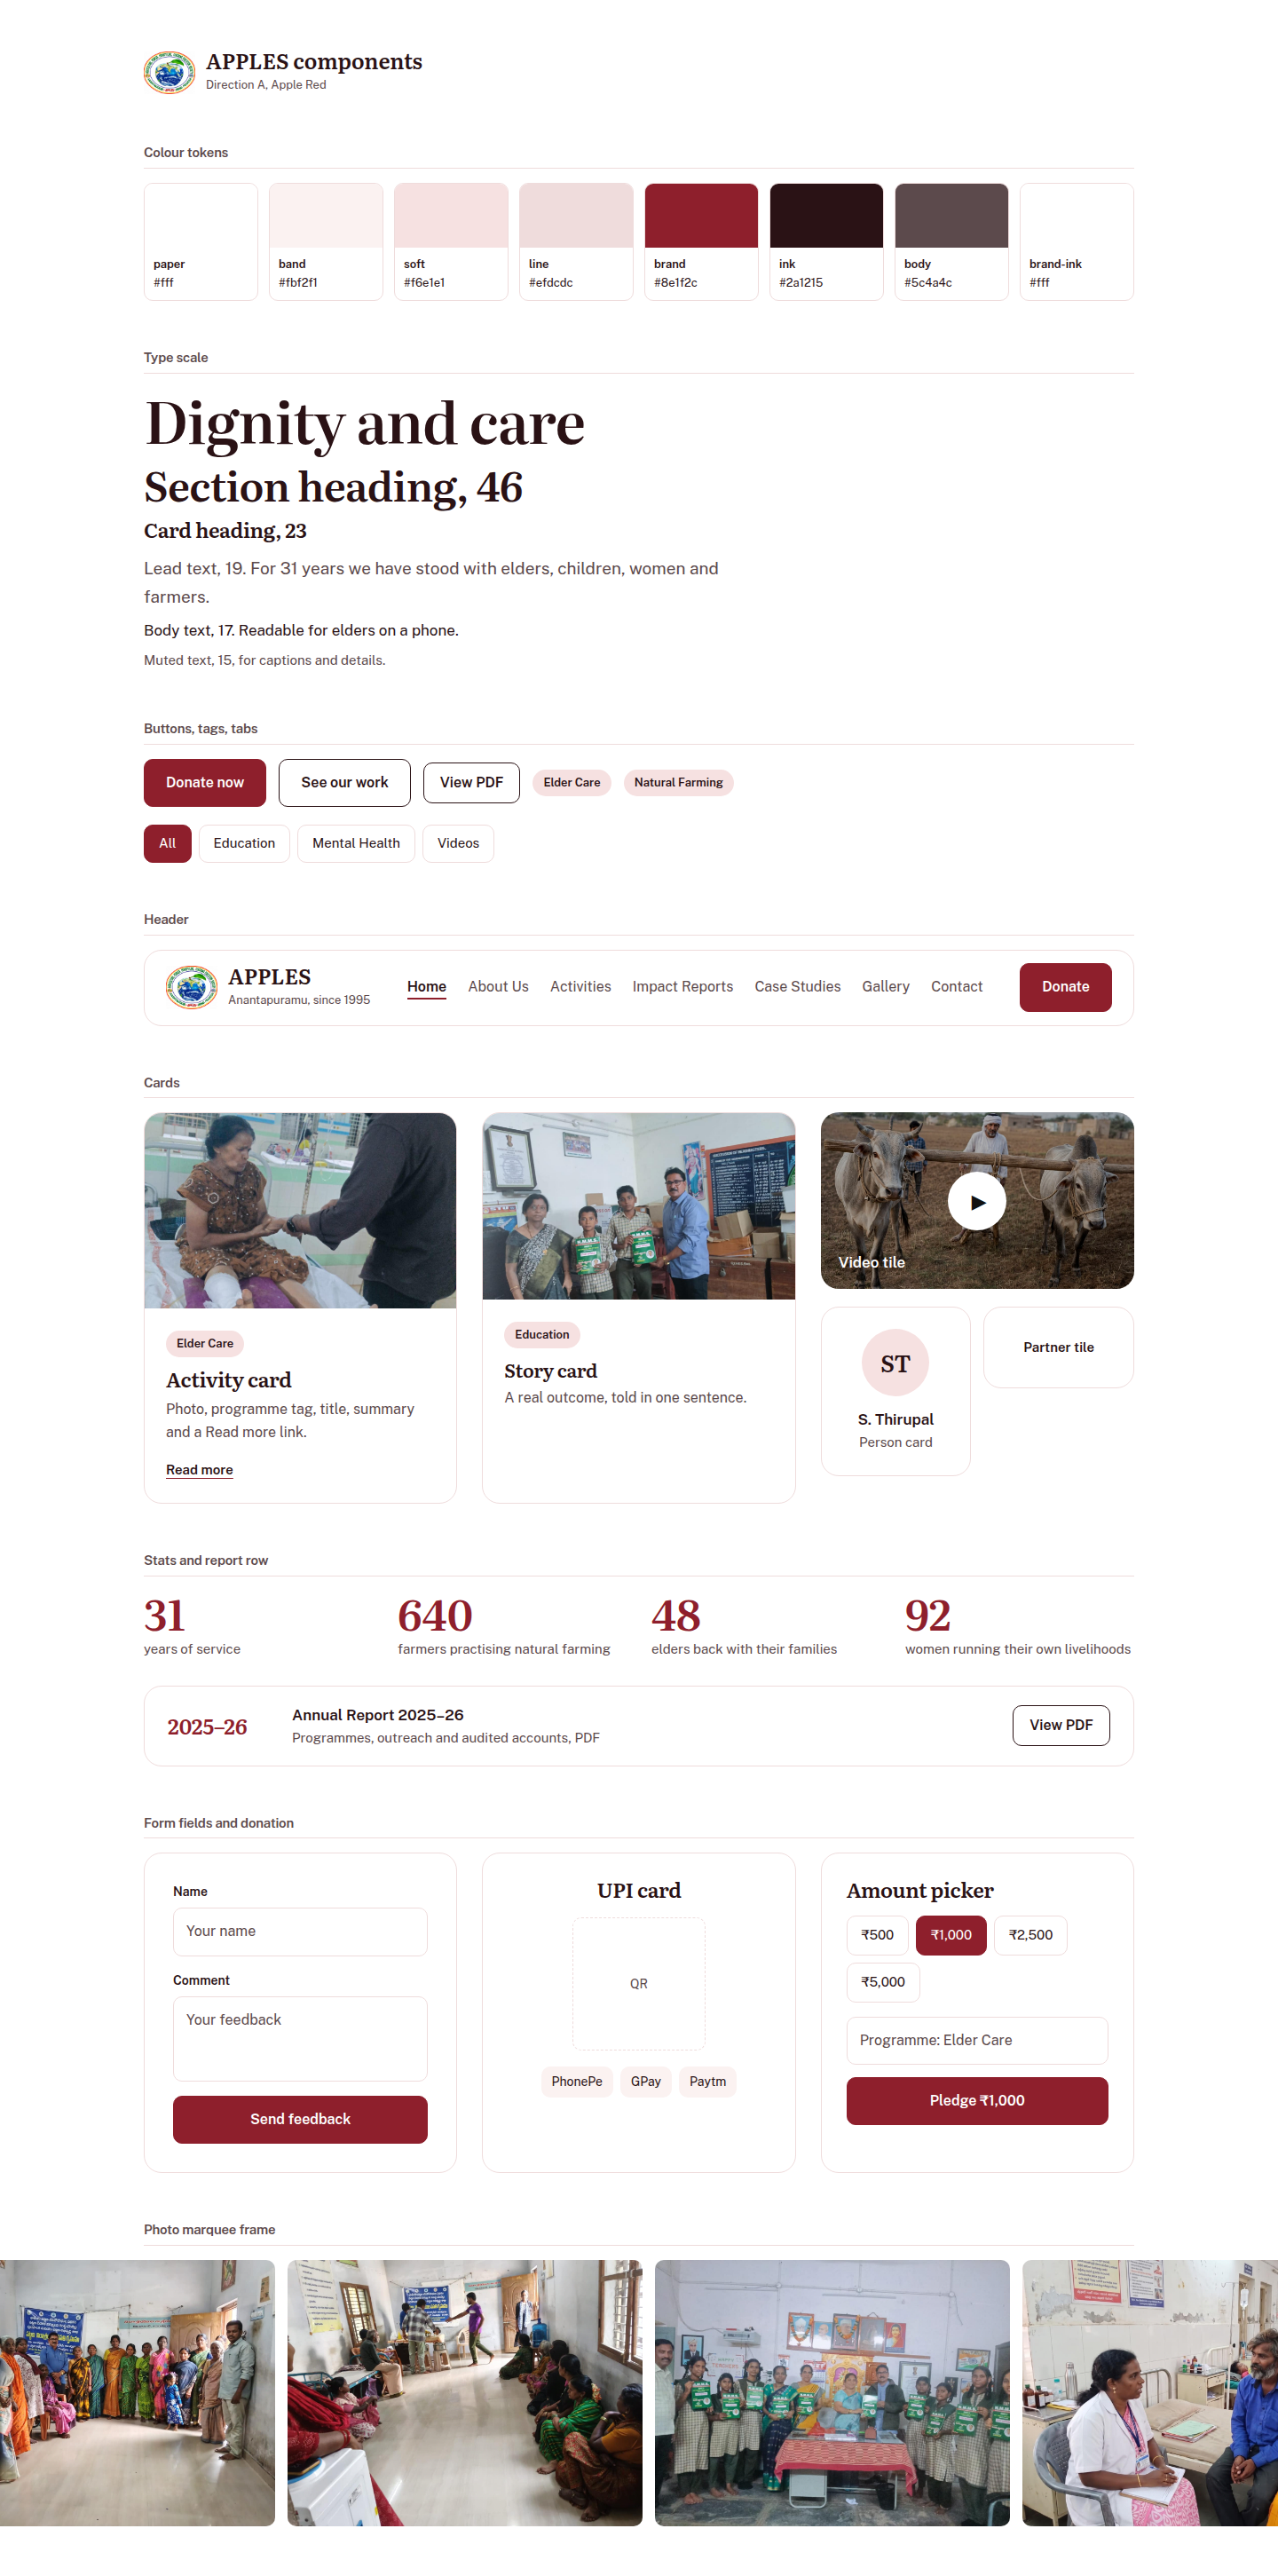 APPLES components
Direction A, Apple Red
Colour tokens
paper
#fff
band
#fbf2f1
soft
#f6e1e1
line
#efdcdc
brand
#8e1f2c
ink
#2a1215
body
#5c4a4c
brand-ink
#fff
Type scale
Dignity and care
Section heading, 46
Card heading, 23
Lead text, 19. For 31 years we have stood with elders, children, women and
farmers.
Body text, 17. Readable for elders on a phone.
Muted text, 15, for captions and details.
Buttons, tags, tabs
Donate now
See our work
View PDF
Elder Care
Natural Farming
All
Education
Mental Health
Videos
Header
APPLES
Anantapuramu, since 1995
Home
About Us
Activities
Impact Reports
Case Studies
Gallery
Contact
Donate
Cards
Elder Care
Activity card
Photo, programme tag, title, summary
and a Read more link.
Read more
Education
Story card
A real outcome, told in one sentence.
Video tile
ST
S. Thirupal
Person card
Partner tile
Stats and report row
31
years of service
640
farmers practising natural farming
48
elders back with their families
92
women running their own livelihoods
2025–26
Annual Report 2025–26
Programmes, outreach and audited accounts, PDF
View PDF
Form fields and donation
Name
Your name
Comment
Your feedback
Send feedback
UPI card
QR
PhonePe
GPay
Paytm
Amount picker
₹500
₹1,000
₹2,500
₹5,000
Programme: Elder Care
Pledge ₹1,000
Photo marquee frame